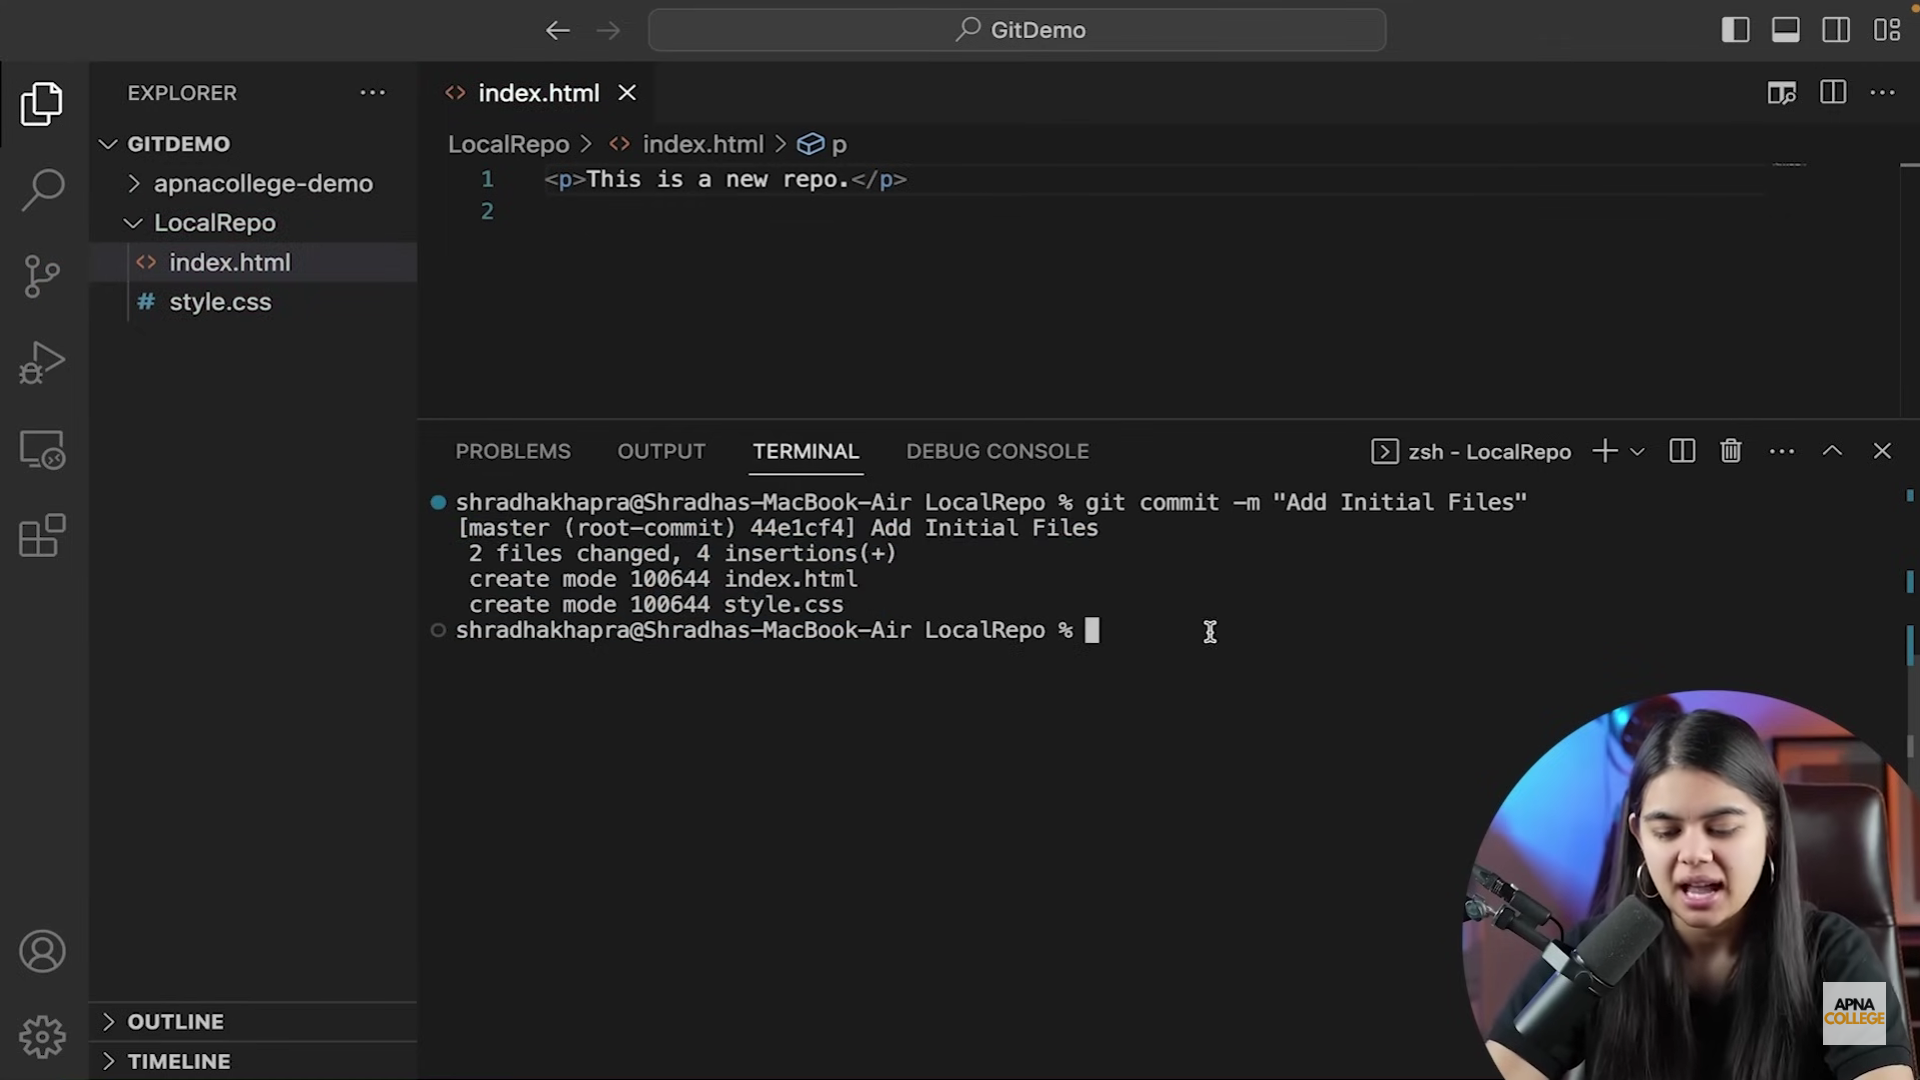 GitDemo
EXPLORER
index.html
GITDEMO
LocalRepo > index.html > p
apnacollege-demo
1 <p>This is a new repo.</p>
LocalRepo
2
index.html
style.css
PROBLEMS OUTPUT TERMINAL DEBUG CONSOLE
zsh - LocalRepo
shradhakhapra@Shradhas-MacBook-Air LocalRepo % git commit -m "Add Initial Files"
[master (root-commit) 44e1cf4] Add Initial Files
2 files changed, 4 insertions(+)
create mode 100644 index.html
create mode 100644 style.css
shradhakhapra@Shradhas-MacBook-Air LocalRepo %
OUTLINE
TIMELINE
APNA
COLLEGE